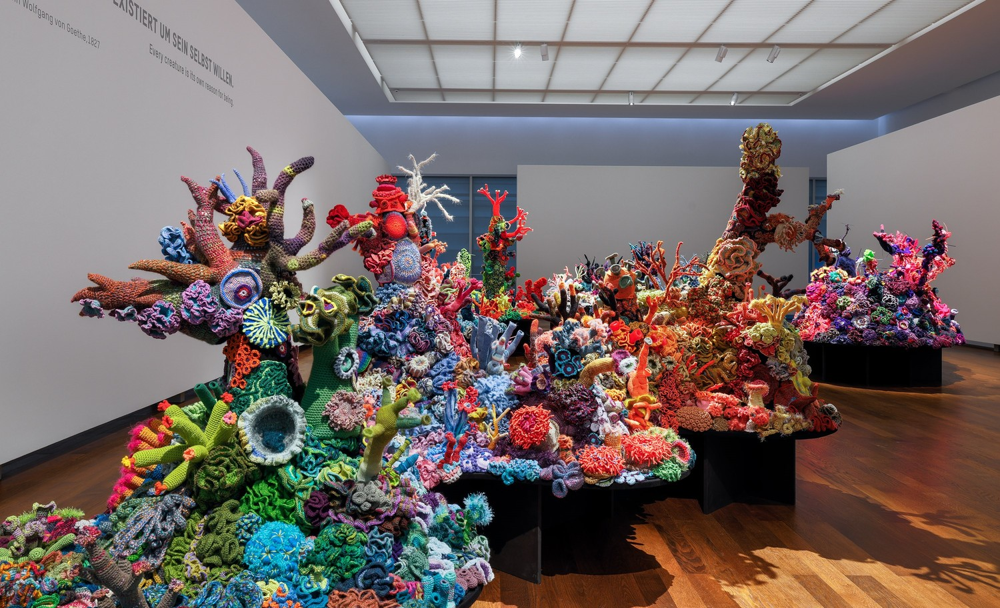 EXISTIERT UM SEIN SELBST WILLEN.
Every creature is its own reason for being.
Wolfgang von Goethe, 1827